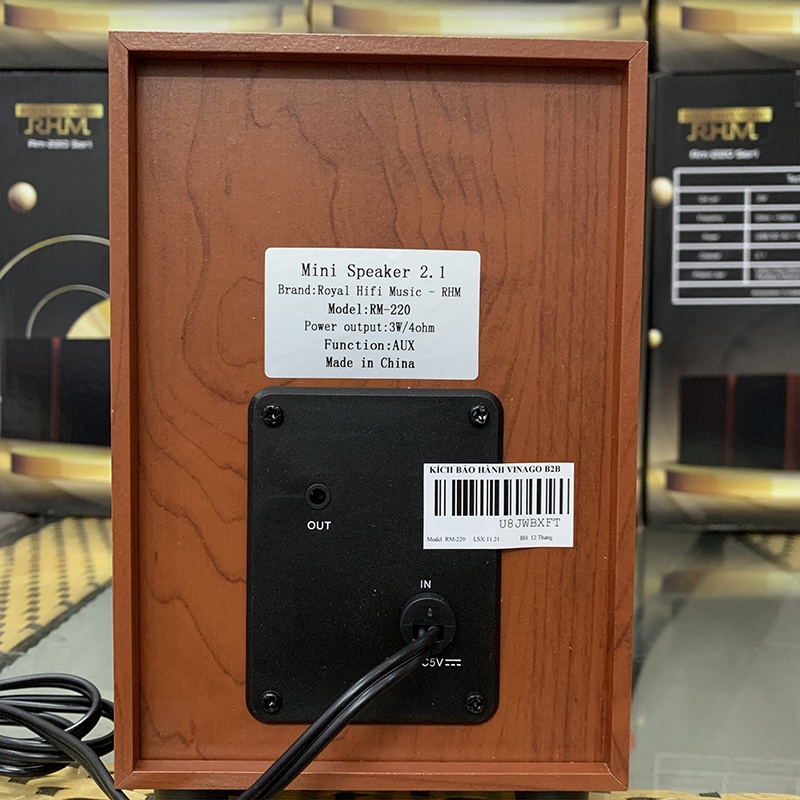 RHM
RHM
Mini Speaker 2.1
Brand:Royal Hifi Music - RHM
Model:RM-220
Power output:3W/4ohm
Function:AUX
Made in China
KÍCH BẢO HÀNH VINAGO B2B
U8JWBXFT
Model: RM-220 LSX 11.21 BH 12 Thang
OUT
IN
C5V